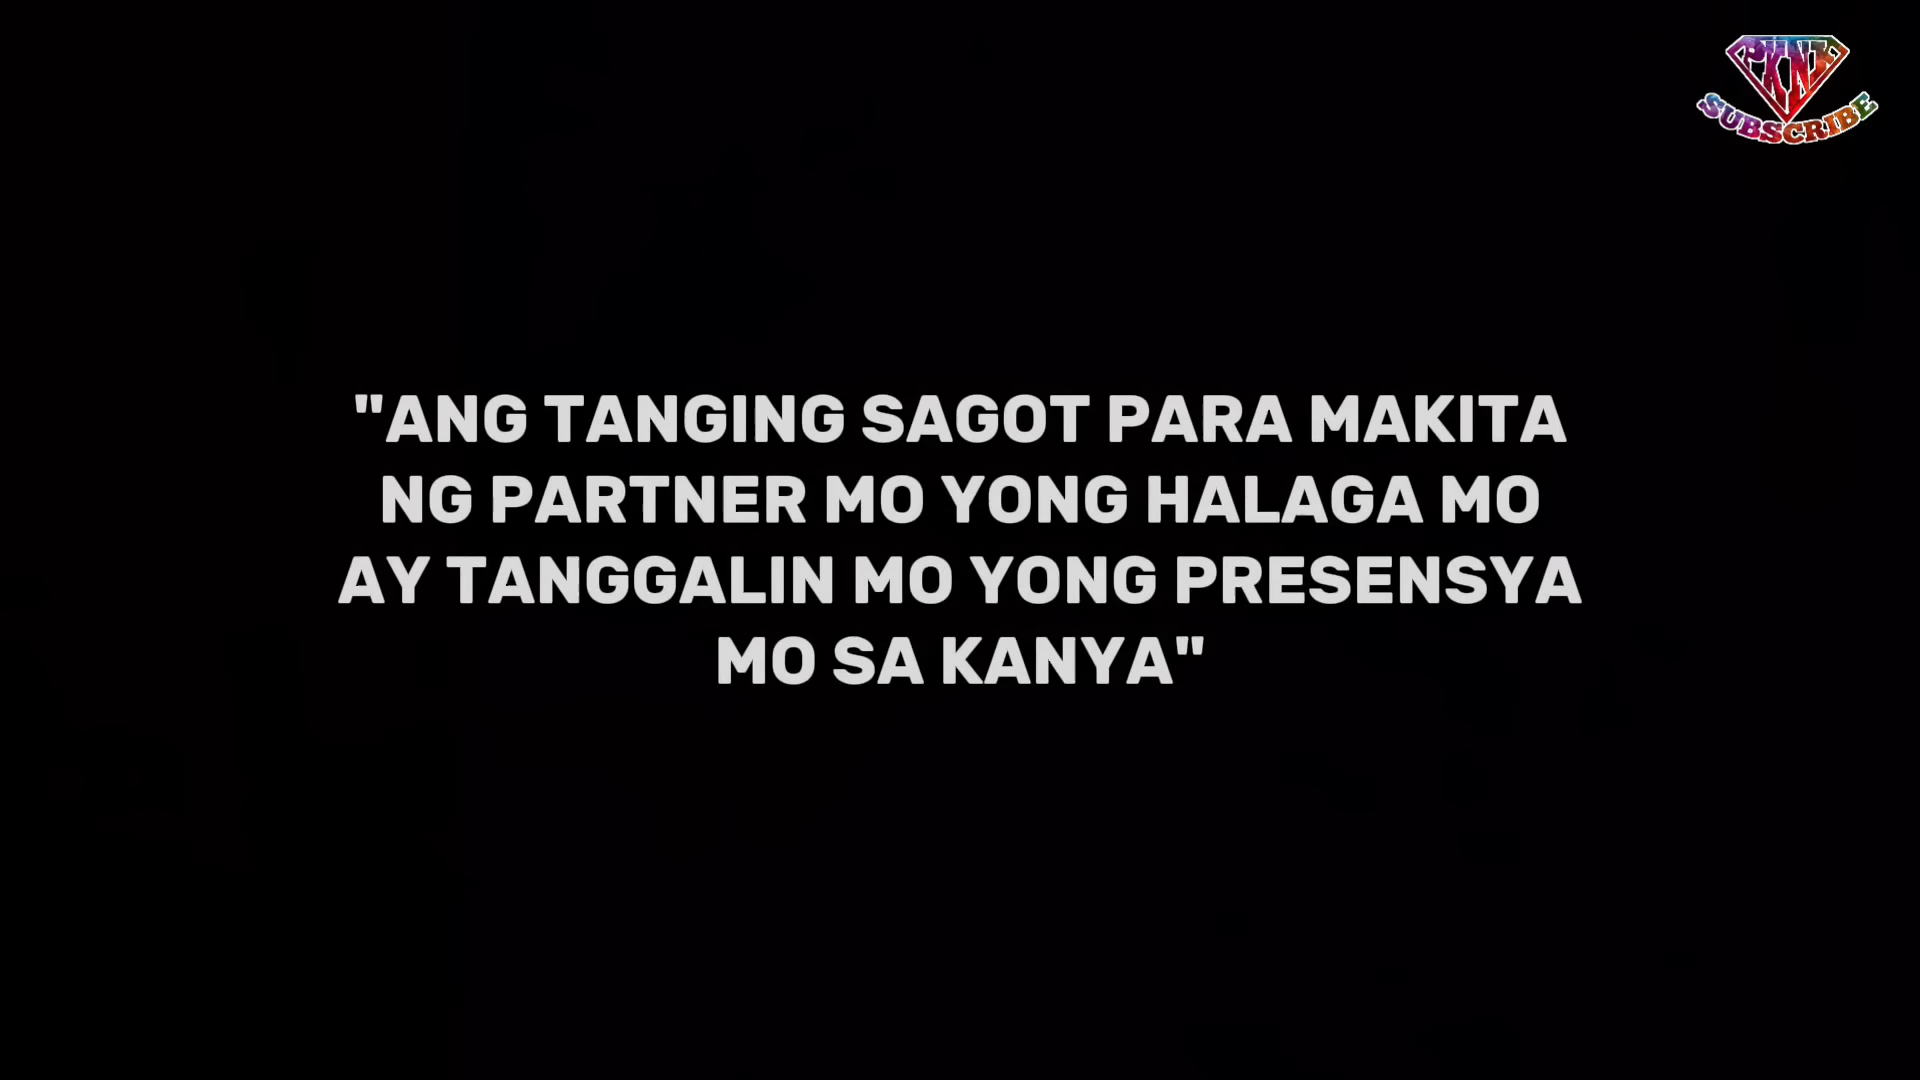 PKNK
SUBSCRIBE
"ANG TANGING SAGOT PARA MAKITA
NG PARTNER MO YONG HALAGA MO
AY TANGGALIN MO YONG PRESENSYA
MO SA KANYA"